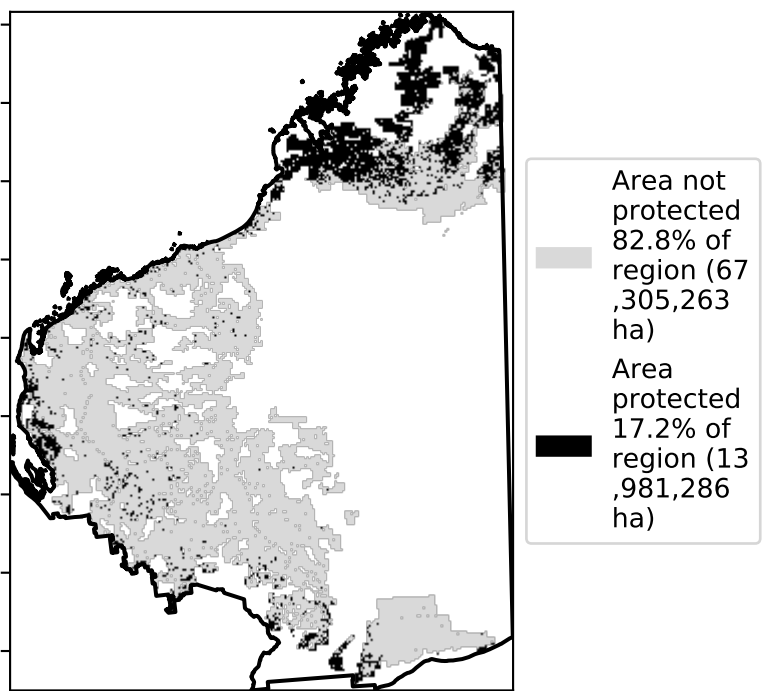 Area not
protected
82.8% of
region (67
,305,263
ha)
Area
protected
17.2% of
region (13
,981,286
ha)